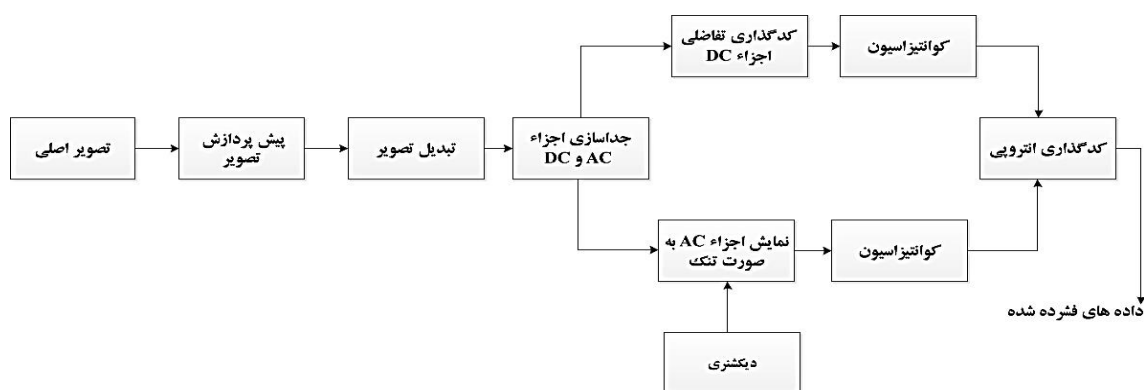 کدگذاری تفاضلی
اجزاء DC
کوانتیزاسیون
تصویر اصلی
پیش پردازش
تصویر
تبدیل تصویر
جداسازی اجزاء
AC و DC
کدگذاری انتروپی
نمایش اجزاء AC به
صورت تنک
کوانتیزاسیون
داده های فشرده شده
دیکشنری